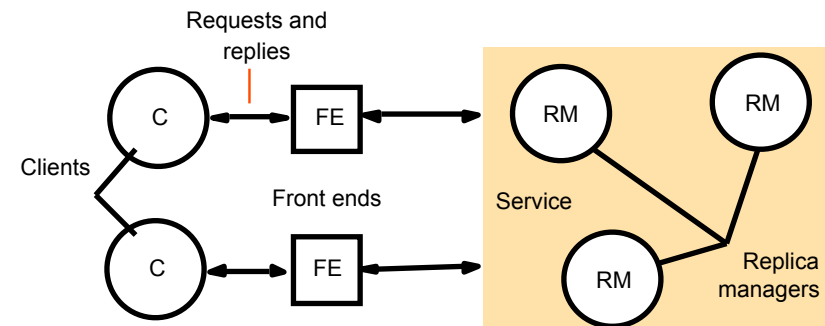 Requests and
replies
C
FE
RM
RM
Clients
Front ends
Service
C
FE
RM
Replica
managers